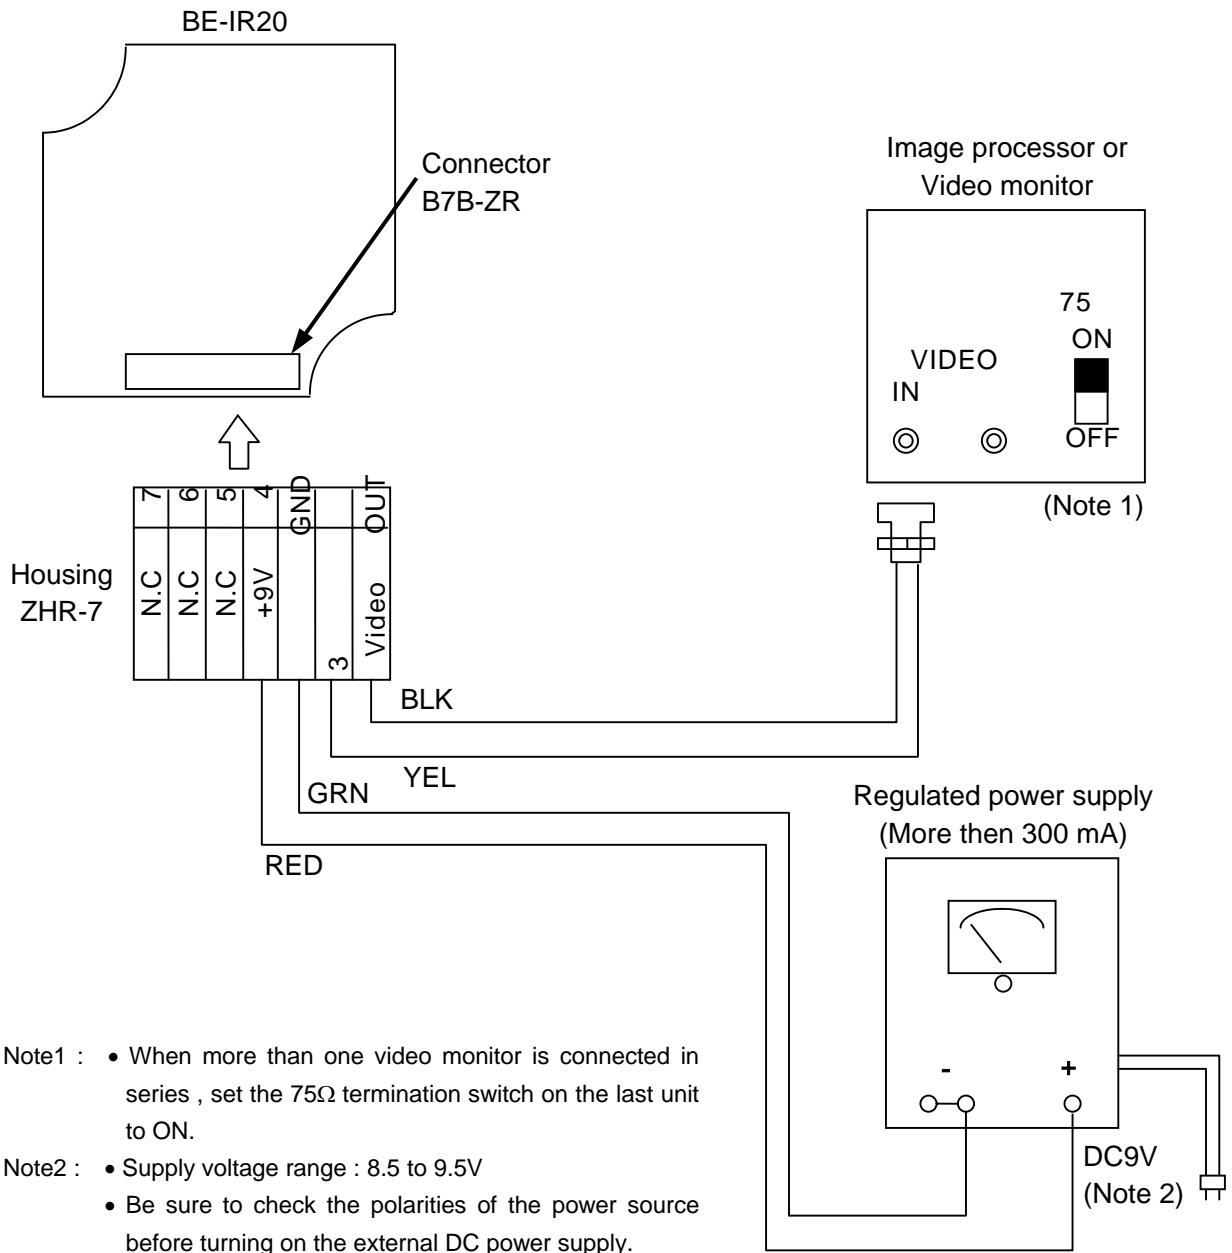 BE-IR20
Connector
B7B-ZR
Image processor or
Video monitor
75
ON
VIDEO
IN
OFF
(Note 1)
Housing
ZHR-7
7
N.C
6
N.C
5
N.C
4
+9V
GND
3
OUT
Video
BLK
YEL
GRN
RED
Regulated power supply
(More then 300 mA)
- +
DC9V
(Note 2)
Note1 : • When more than one video monitor is connected in
series , set the 75Ω termination switch on the last unit
to ON.
Note2 : • Supply voltage range : 8.5 to 9.5V
• Be sure to check the polarities of the power source
before turning on the external DC power supply.